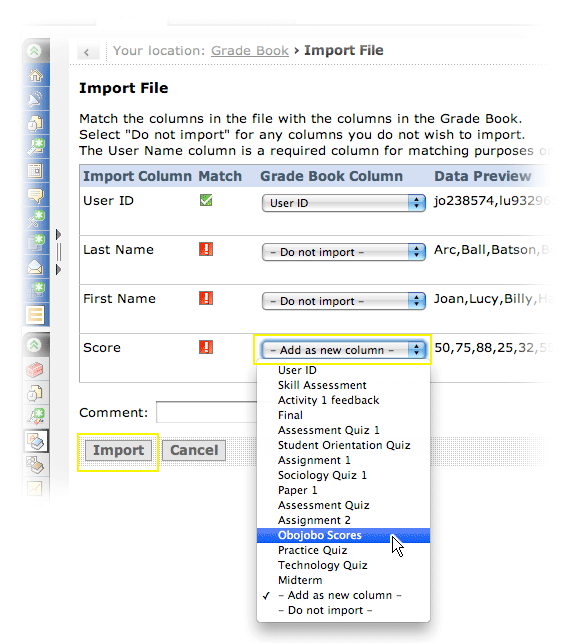 Your location: Grade Book › Import File
Import File
Match the columns in the file with the columns in the Grade Book.
Select "Do not import" for any columns you do not wish to import.
The User Name column is a required column for matching purposes
Import Column Match Grade Book Column Data Preview
User ID User ID jo238574,lu9329
Last Name - Do not import - Arc,Ball,Batson,
First Name - Do not import - Joan,Lucy,Billy,
Score - Add as new column - 50,75,88,25,32,
User ID
Skill Assessment
Activity 1 feedback
Final
Assessment Quiz 1
Student Orientation Quiz
Assignment 1
Sociology Quiz 1
Paper 1
Assessment Quiz
Assignment 2
Obojobo Scores
Practice Quiz
Technology Quiz
Midterm
✓ - Add as new column -
- Do not import -
Comment:
Import Cancel